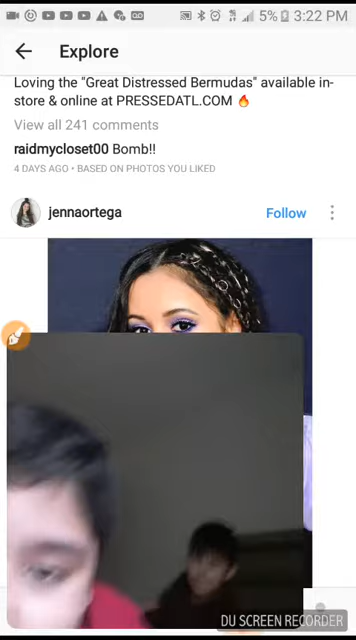 5% 3:22 PM
Explore
Loving the "Great Distressed Bermudas" available in-
store & online at PRESSEDATL.COM 🔥
View all 241 comments
raidmycloset00 Bomb!!
4 DAYS AGO • BASED ON PHOTOS YOU LIKED
jennaortega Follow
DU SCREEN RECORDER